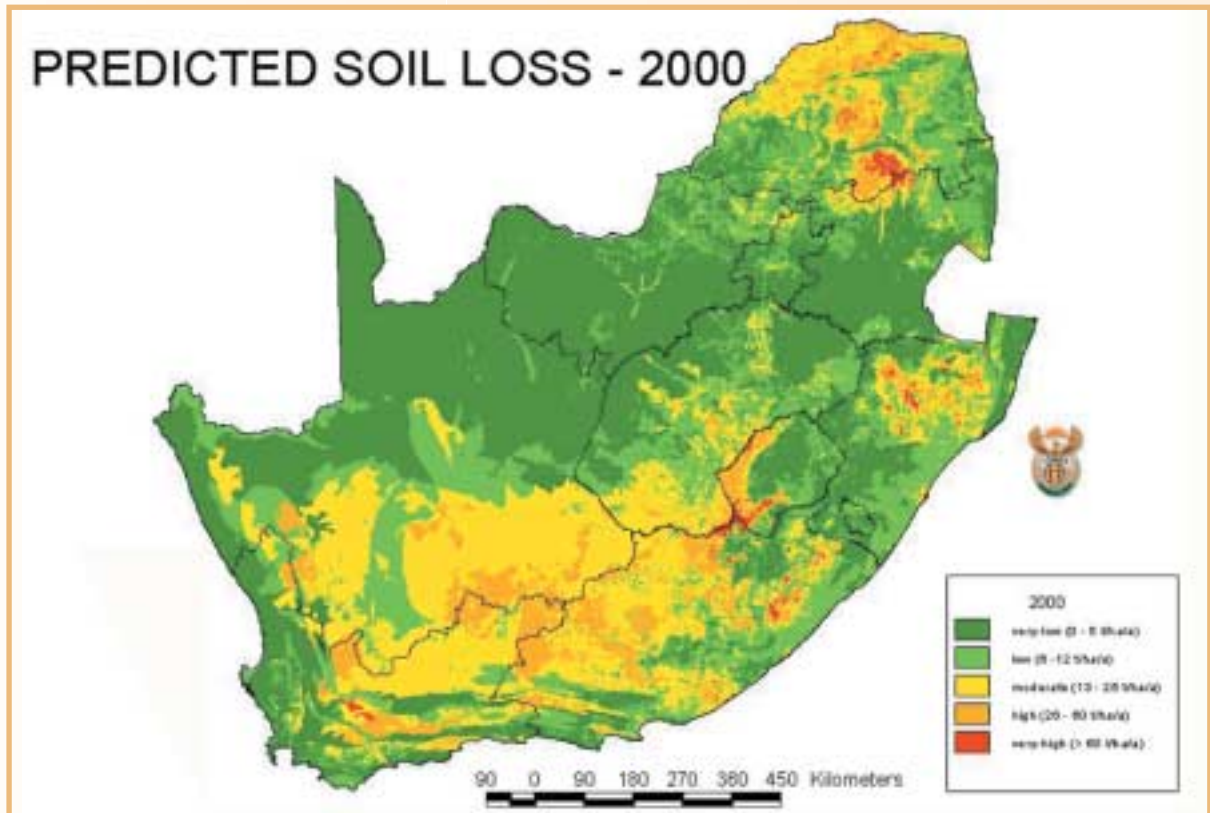 PREDICTED SOIL LOSS - 2000
2000
very low (0 - 5 t/ha/a)
low (6 -12 t/ha/a)
moderate (13 - 25 t/ha/a)
high (26 - 60 t/ha/a)
very high (> 60 t/ha/a)
90 0 90 180 270 360 450 Kilometers